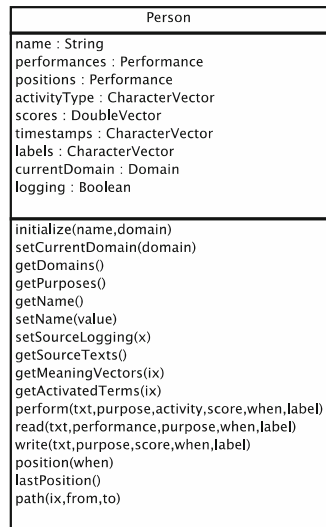 Person
name : String
performances : Performance
positions : Performance
activityType : CharacterVector
scores : DoubleVector
timestamps : CharacterVector
labels : CharacterVector
currentDomain : Domain
logging : Boolean
initialize(name,domain)
setCurrentDomain(domain)
getDomains()
getPurposes()
getName()
setName(value)
setSourceLogging(x)
getSourceTexts()
getMeaningVectors(ix)
getActivatedTerms(ix)
perform(txt,purpose,activity,score,when,label)
read(txt,performance,purpose,when,label)
write(txt,purpose,score,when,label)
position(when)
lastPosition()
path(ix,from,to)